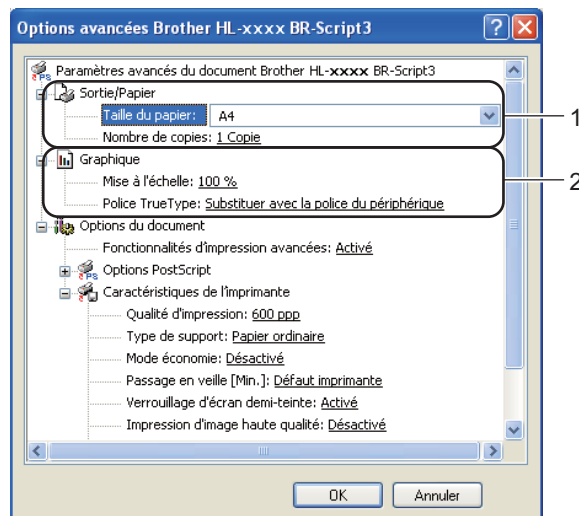 Options avancées Brother HL-xxxx BR-Script3
Paramètres avancés du document Brother HL-xxxx BR-Script3
Sortie/Papier
Taille du papier: A4
1
Nombre de copies: 1 Copie
Graphique
2
Mise à l'échelle: 100 %
Police TrueType: Substituer avec la police du périphérique
Options du document
Fonctionnalités d'impression avancées: Activé
PS Options PostScript
Caractéristiques de l'imprimante
Qualité d'impression: 600 ppp
Type de support: Papier ordinaire
Mode économie: Désactivé
Passage en veille [Min.]: Défaut imprimante
Verrouillage d'écran demi-teinte: Activé
Impression d'image haute qualité: Désactivé
OK Annuler